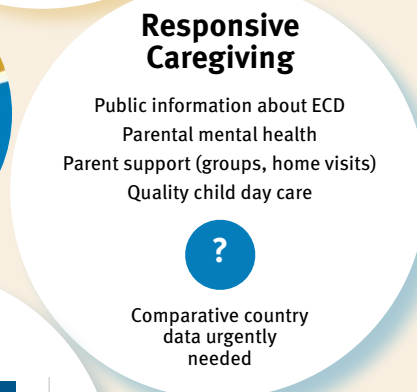 Responsive
Caregiving
Public information about ECD
Parental mental health
Parent support (groups, home visits)
Quality child day care
?
Comparative country
data urgently
needed